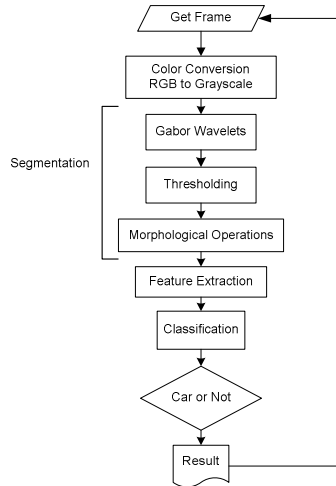 Get Frame
Color Conversion
RGB to Grayscale
Gabor Wavelets
Segmentation
Thresholding
Morphological Operations
Feature Extraction
Classification
Car or Not
Result